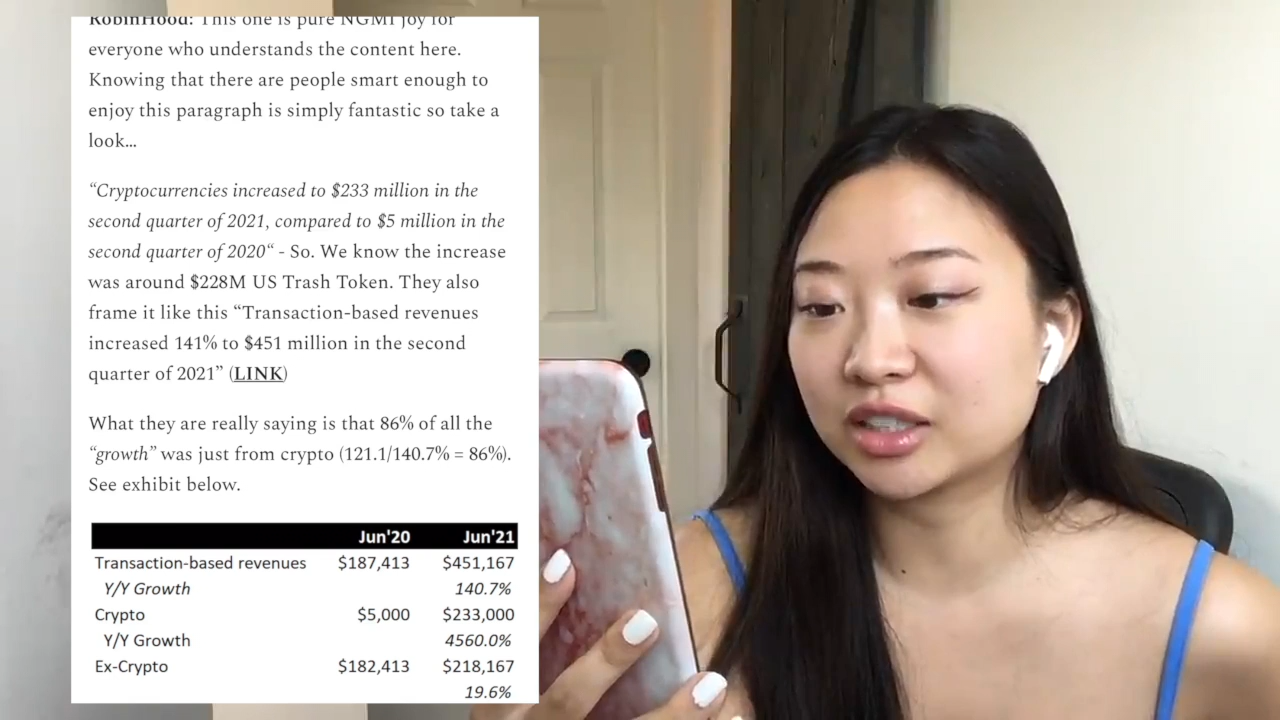 RobinHood: This one is pure NGMI joy for
everyone who understands the content here.
Knowing that there are people smart enough to
enjoy this paragraph is simply fantastic so take a
look...
“Cryptocurrencies increased to $233 million in the
second quarter of 2021, compared to $5 million in the
second quarter of 2020“ - So. We know the increase
was around $228M US Trash Token. They also
frame it like this “Transaction-based revenues
increased 141% to $451 million in the second
quarter of 2021” (LINK)
What they are really saying is that 86% of all the
“growth” was just from crypto (121.1/140.7% = 86%).
See exhibit below.
Jun'20 Jun'21
Transaction-based revenues $187,413 $451,167
Y/Y Growth 140.7%
Crypto $5,000 $233,000
Y/Y Growth 4560.0%
Ex-Crypto $182,413 $218,167
19.6%